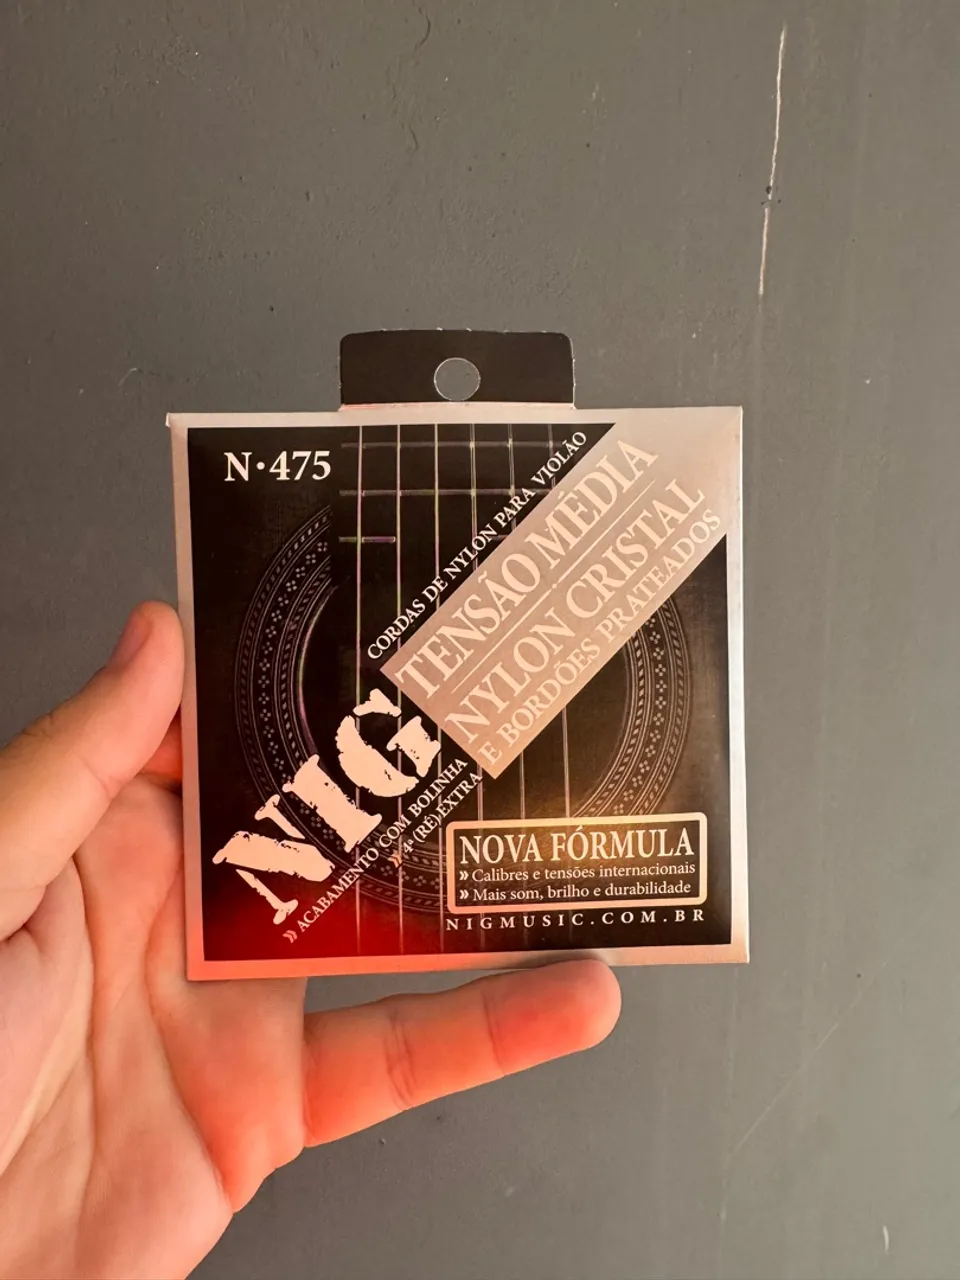 N·475
CORDAS DE NYLON PARA VIOLÃO
TENSÃO MÉDIA
NYLON CRISTAL
E BORDÕES PRATEADOS
NIG
» ACABAMENTO COM BOLINHA
» 4ª (RÉ) EXTRA
NOVA FÓRMULA
» Calibres e tensões internacionais
» Mais som, brilho e durabilidade
NIGMUSIC.COM.BR